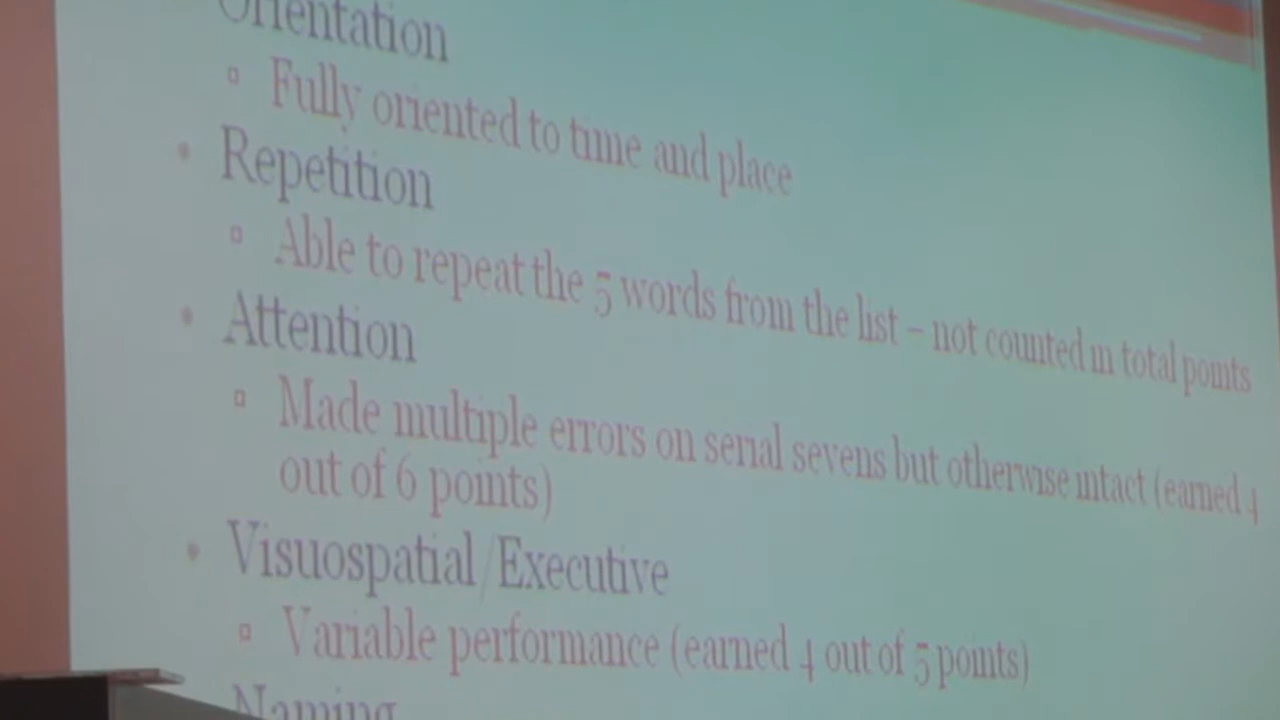 Orientation
▫ Fully oriented to time and place
• Repetition
▫ Able to repeat the 5 words from the list – not counted in total points
• Attention
▫ Made multiple errors on serial sevens but otherwise intact (earned 4
out of 6 points)
• Visuospatial/Executive
▫ Variable performance (earned 4 out of 5 points)
Naming